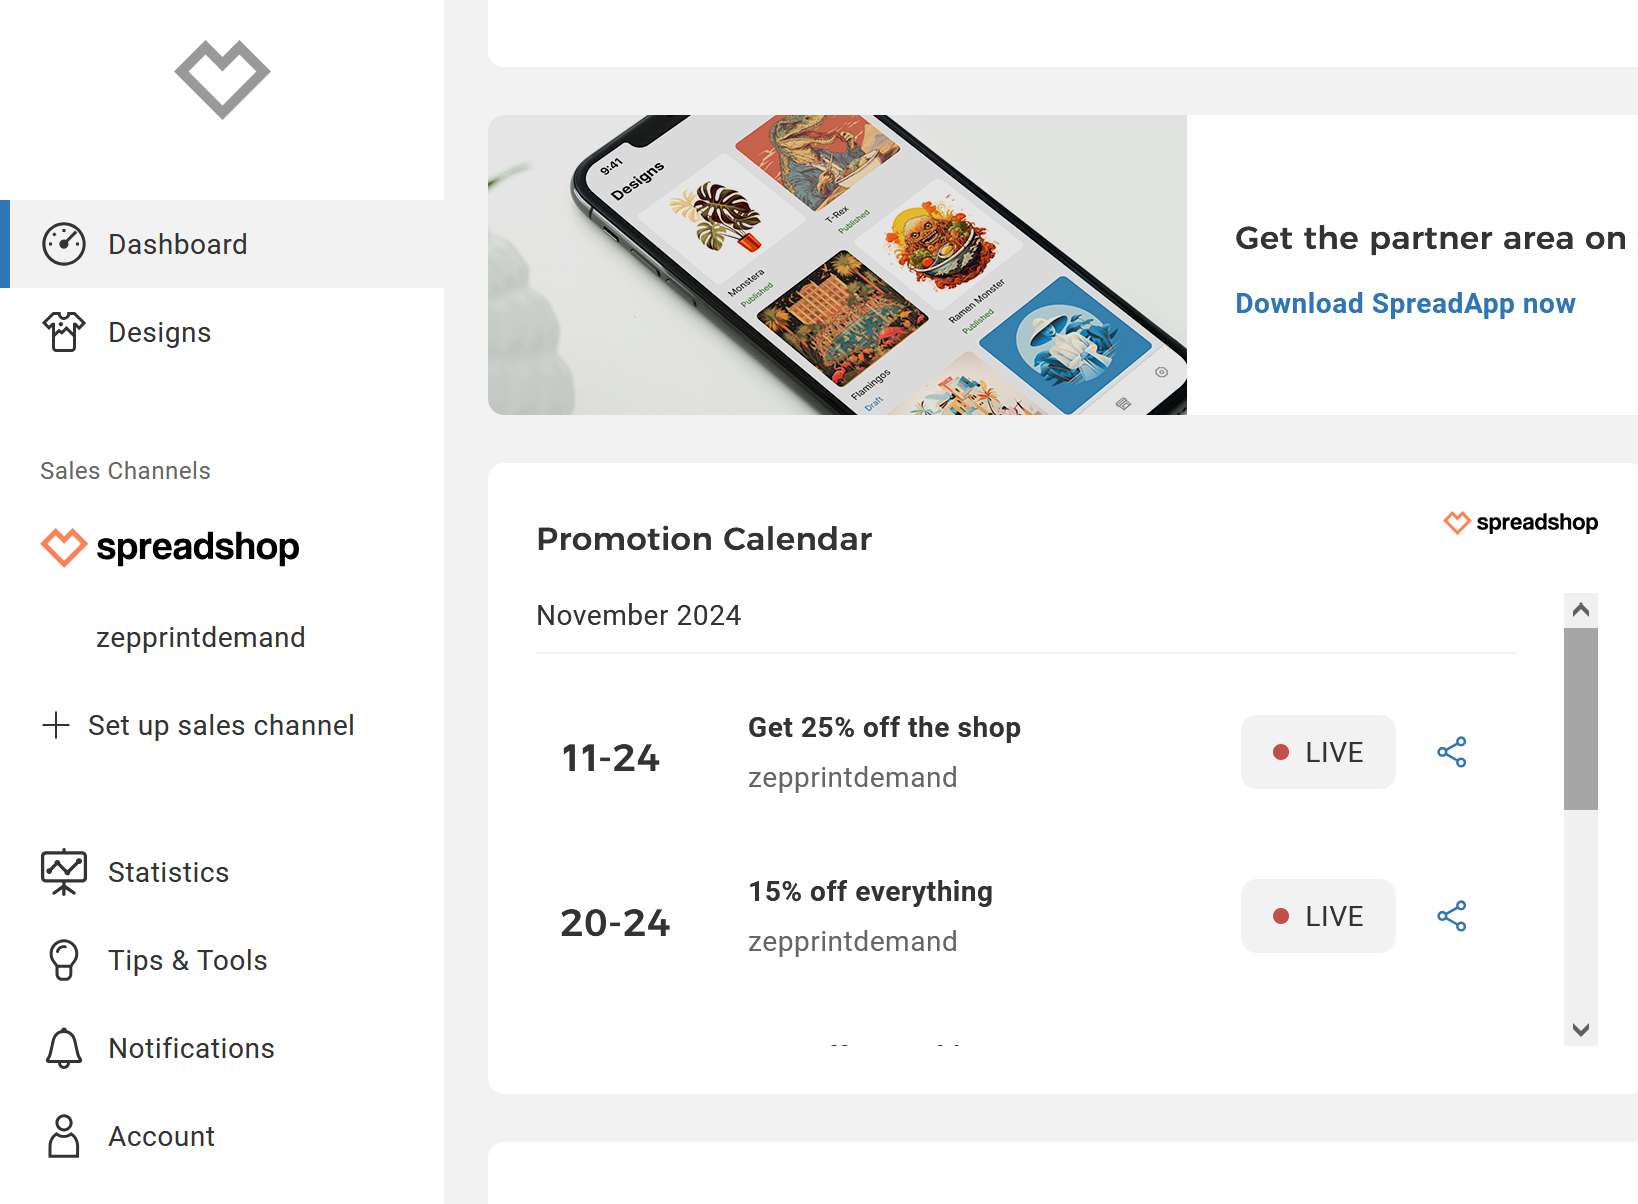 Dashboard
Designs
Sales Channels
spreadshop
zepprintdemand
Set up sales channel
Statistics
Tips & Tools
Notifications
Account
9:41
Designs
T-Rex
Published
Monstera
Published
Ramen Monster
Published
Flamingos
Draft
Get the partner area on
Download SpreadApp now
Promotion Calendar
spreadshop
November 2024
11-24
Get 25% off the shop
zepprintdemand
LIVE
20-24
15% off everything
zepprintdemand
LIVE